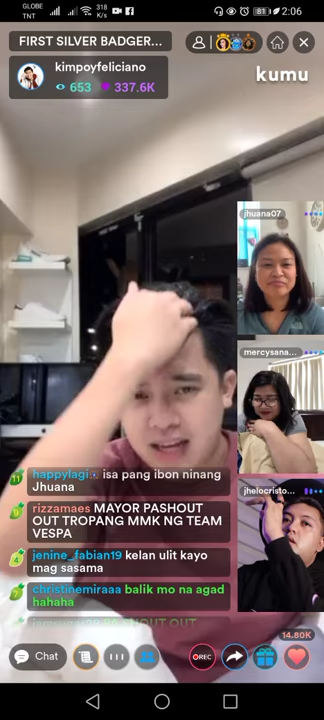 GLOBE
TNT
318
K/s
81
2:06
FIRST SILVER BADGER...
kimpoyfeliciano
653
337.6K
kumu
jhuana07
mercysana...
jhelocristo...
happylagi isa pang ibon ninang
Jhuana
rizzamaes MAYOR PASHOUT
OUT TROPANG MMK NG TEAM
VESPA
jenine_fabian19 kelan ulit kayo
mag sasama
christinemiraaa balik mo na agad
hahaha
Chat
REC
14.80K